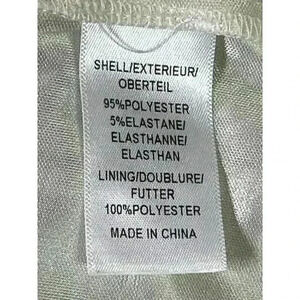 SHELL/EXTERIEUR/
OBERTEIL
95%POLYESTER
5%ELASTANE/
ELASTHANNE/
ELASTHAN
LINING/DOUBLURE/
FUTTER
100%POLYESTER
MADE IN CHINA